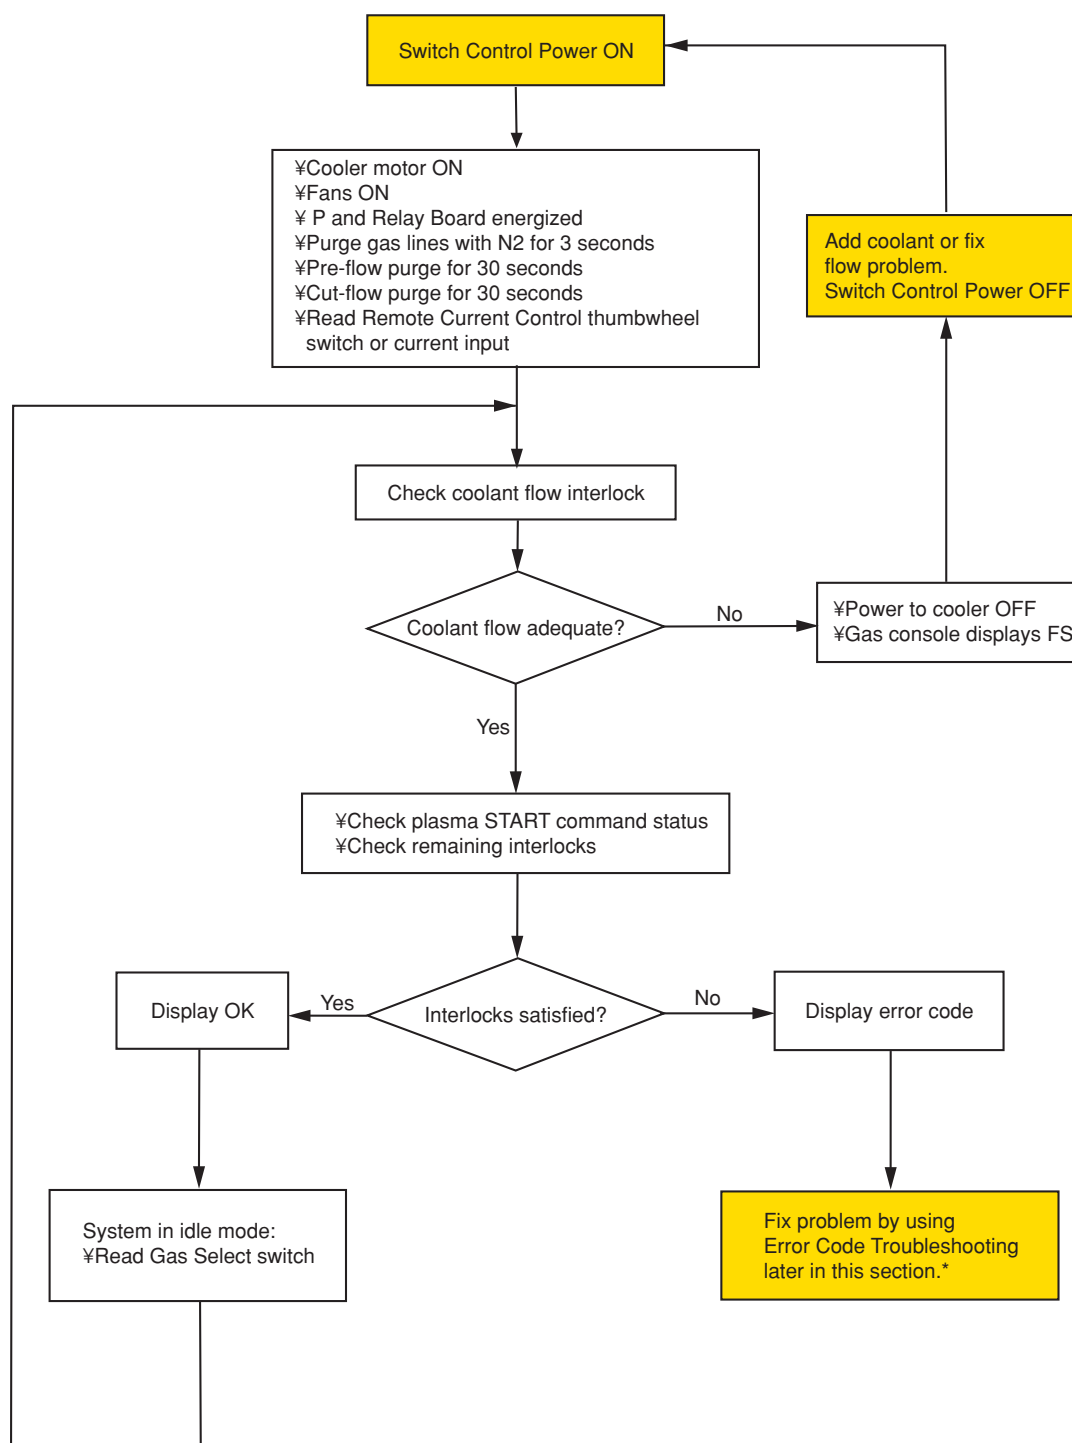 Switch Control Power ON
¥Cooler motor ON
¥Fans ON
¥ P and Relay Board energized
¥Purge gas lines with N2 for 3 seconds
¥Pre-flow purge for 30 seconds
¥Cut-flow purge for 30 seconds
¥Read Remote Current Control thumbwheel
switch or current input
Add coolant or fix
flow problem.
Switch Control Power OFF
Check coolant flow interlock
Coolant flow adequate?
No
¥Power to cooler OFF
¥Gas console displays FS
Yes
¥Check plasma START command status
¥Check remaining interlocks
Display OK
Yes
Interlocks satisfied?
No
Display error code
System in idle mode:
¥Read Gas Select switch
Fix problem by using
Error Code Troubleshooting
later in this section.*